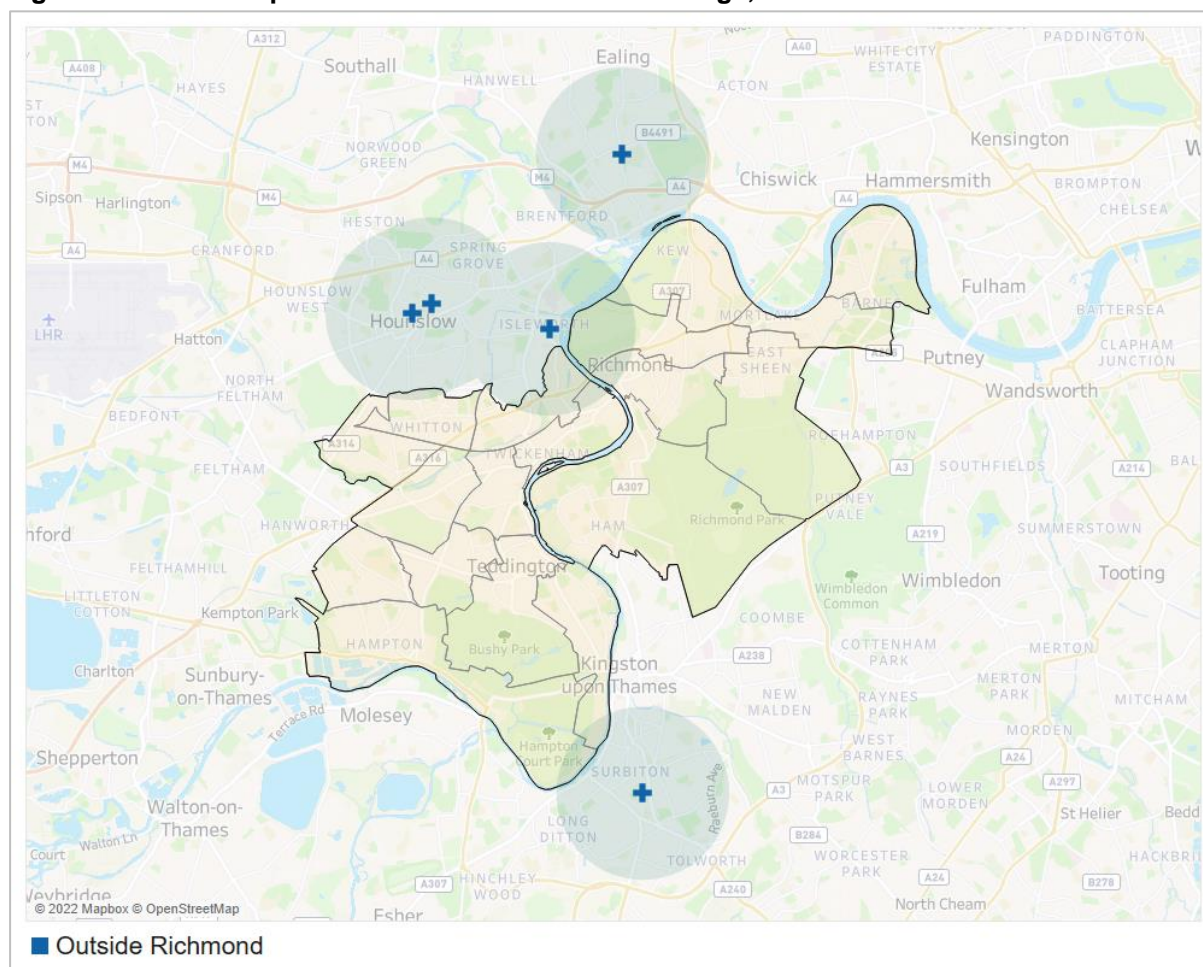 A312
Southall
Ealing
A40
WHITE CITY
ESTATE
PADDINGTON
A408
HAYES
HANWELL
ACTON
B4491
Kensington
NORWOOD
GREEN
M4
M4
M4
A4
Chiswick
Hammersmith
Sipson
Harlington
M4
HESTON
BRENTFORD
A4
BROMPTON
CHELSEA
A4
CRANFORD
SPRING
GROVE
A4
KEW
Fulham
HOUNSLOW
WEST
Hounslow
ISLEWORTH
A307
MORTLAKE
BARNES
BATTERSEA
LHR
Hatton
Richmond
EAST
SHEEN
Putney
CLAPHAM
JUNCTION
NORTH
FELTHAM
Wandsworth
BEDFONT
WHITTON
A314
A316
TWICKENHAM
ROEHAMPTON
A3
SOUTHFIELDS
A214
BAL
FELTHAM
A307
PUTNEY
VALE
HANWORTH
HAM
Richmond Park
A219
SUMMERSTOWN
FELTHAMHILL
Teddington
Wimbledon
Common
Wimbledon
Tooting
LITTLETON
COTTON
Kempton Park
COOMBE
HAMPTON
Bushy Park
COTTENHAM
PARK
MERTON
Charlton
Sunbury-
on-Thames
Kingston
upon Thames
A238
MERTON
PARK
MITCHAM
Terrace Rd
Molesey
NEW
MALDEN
RAYNES
PARK
MORDEN
Shepperton
Hampton
Court Park
SURBITON
Raeburn Ave
WEST
BARNES
A24
A3
MOTSPUR
PARK
LOWER
MORDEN
A297
Walton-on-
Thames
LONG
DITTON
St Helier
Bedd
B284
Court
Walton Ln
TOLWORTH
WORCESTER
PARK
HACKBRI
A307
HINCHLEY
WOOD
A240
A24
B278
Esher
North Cheam
© 2022 Mapbox © OpenStreetMap
Outside Richmond